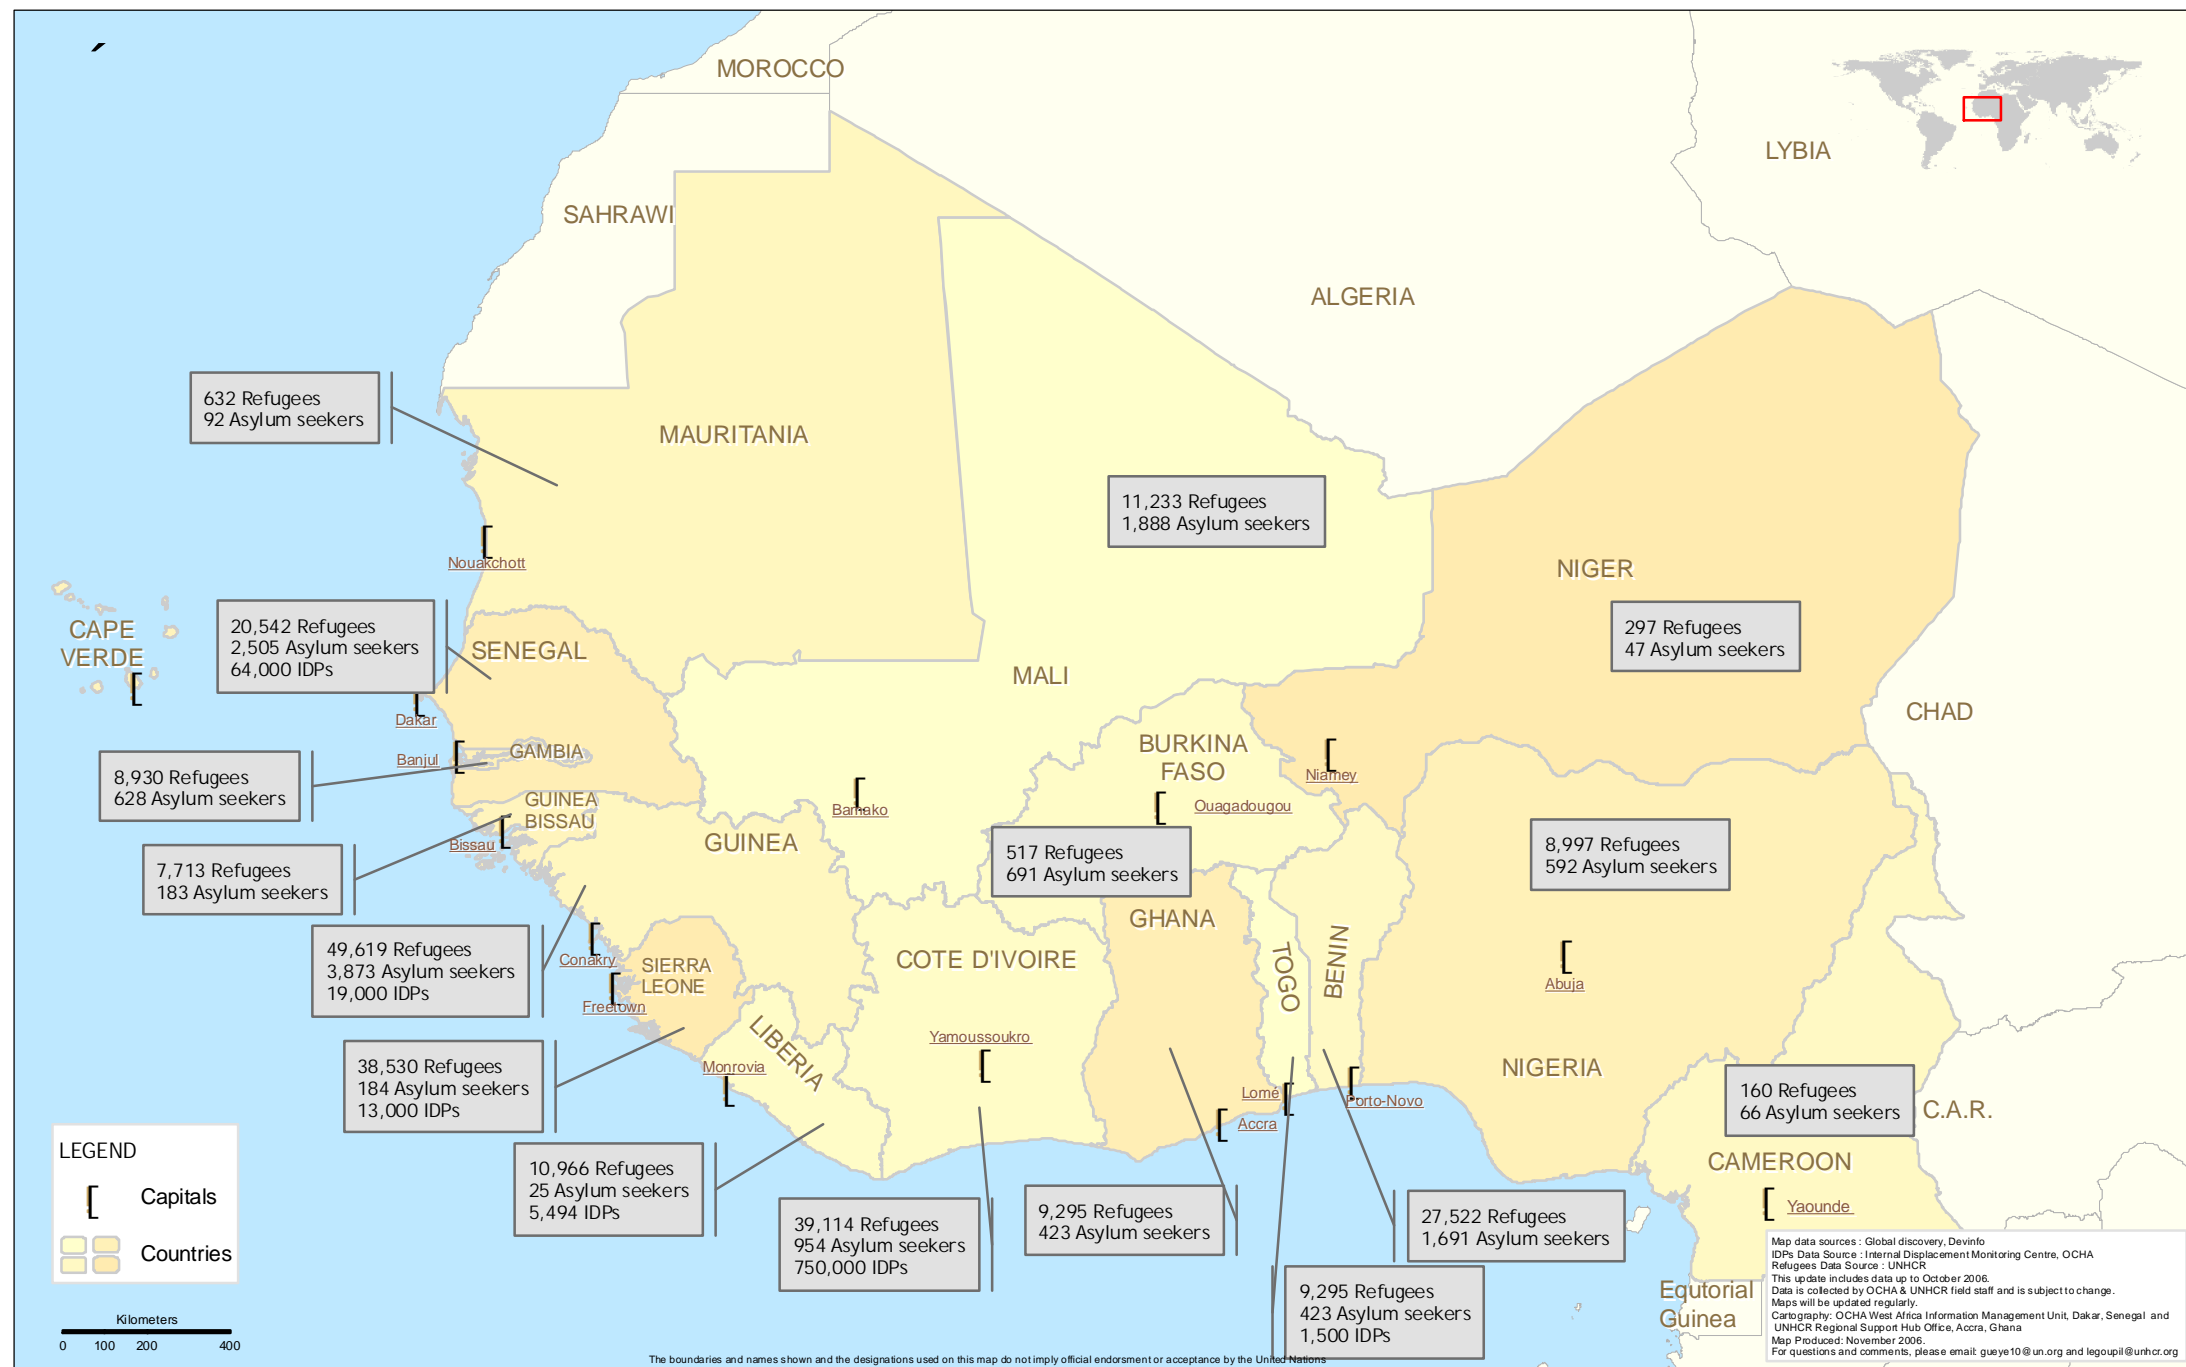 MOROCCO
LYBIA
SAHRAWI
ALGERIA
632 Refugees
92 Asylum seekers
MAURITANIA
11,233 Refugees
1,888 Asylum seekers
Nouakchott
NIGER
297 Refugees
47 Asylum seekers
CAPE
VERDE
20,542 Refugees
2,505 Asylum seekers
64,000 IDPs
SENEGAL
MALI
CHAD
Dakar
BURKINA
FASO
Banjul
GAMBIA
Niamey
8,930 Refugees
628 Asylum seekers
GUINEA
BISSAU
Bamako
Ouagadougou
Bissau
GUINEA
517 Refugees
691 Asylum seekers
8,997 Refugees
592 Asylum seekers
7,713 Refugees
183 Asylum seekers
GHANA
49,619 Refugees
3,873 Asylum seekers
19,000 IDPs
Conakry
SIERRA
LEONE
COTE D'IVOIRE
TOGO
BENIN
Abuja
Freetown
LIBERIA
Yamoussoukro
38,530 Refugees
184 Asylum seekers
13,000 IDPs
Monrovia
NIGERIA
Lomé
Porto-Novo
Accra
160 Refugees
66 Asylum seekers
C.A.R.
CAMEROON
Yaounde
10,966 Refugees
25 Asylum seekers
5,494 IDPs
39,114 Refugees
954 Asylum seekers
750,000 IDPs
9,295 Refugees
423 Asylum seekers
27,522 Refugees
1,691 Asylum seekers
9,295 Refugees
423 Asylum seekers
1,500 IDPs
Equtorial
Guinea
LEGEND
Capitals
Countries
Kilometers
0 100 200 400
Map data sources : Global discovery, Devinfo
IDPs Data Source : Internal Displacement Monitoring Centre, OCHA
Refugees Data Source : UNHCR
This update includes data up to October 2006.
Data is collected by OCHA & UNHCR field staff and is subject to change.
Maps will be updated regularly.
Cartography: OCHA West Africa Information Management Unit, Dakar, Senegal and
UNHCR Regional Support Hub Office, Accra, Ghana
Map Produced: November 2006.
For questions and comments, please email: gueye10@un.org and legoupil@unhcr.org
The boundaries and names shown and the designations used on this map do not imply official endorsment or acceptance by the United Nations